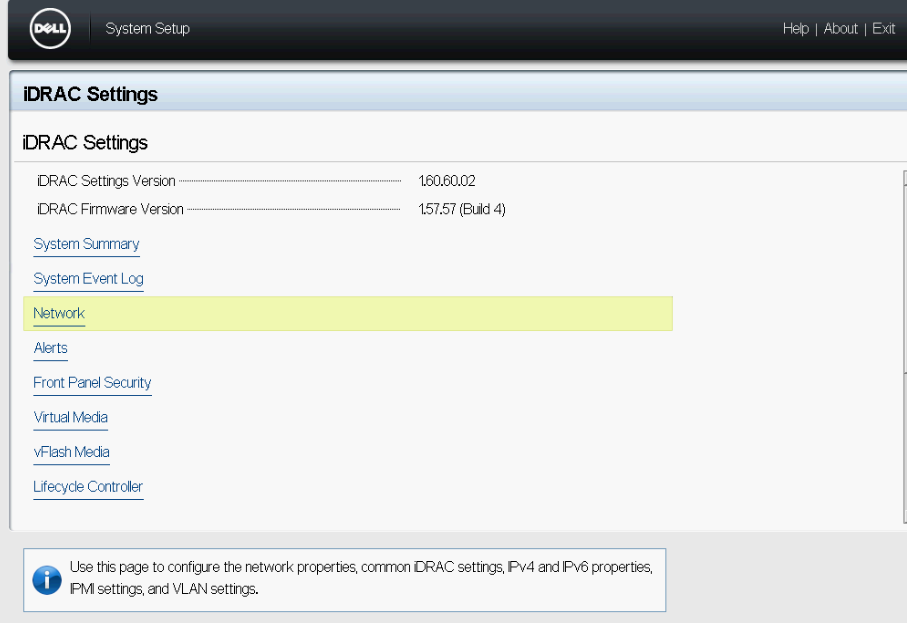 DELL
System Setup
Help | About | Exit
iDRAC Settings
iDRAC Settings
iDRAC Settings Version 1.60.60.02
iDRAC Firmware Version 1.57.57 (Build 4)
System Summary
System Event Log
Network
Alerts
Front Panel Security
Virtual Media
vFlash Media
Lifecycle Controller
Use this page to configure the network properties, common iDRAC settings, IPv4 and IPv6 properties,
IPMI settings, and VLAN settings.